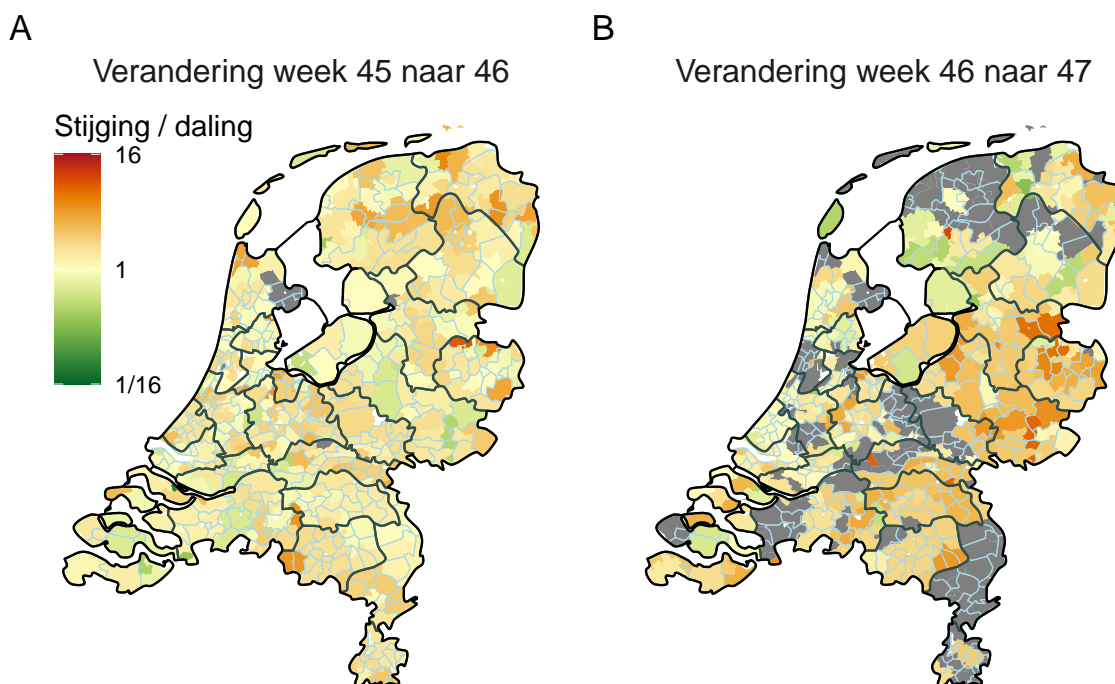 A
Verandering week 45 naar 46
Stijging / daling
16
1
1/16
B
Verandering week 46 naar 47